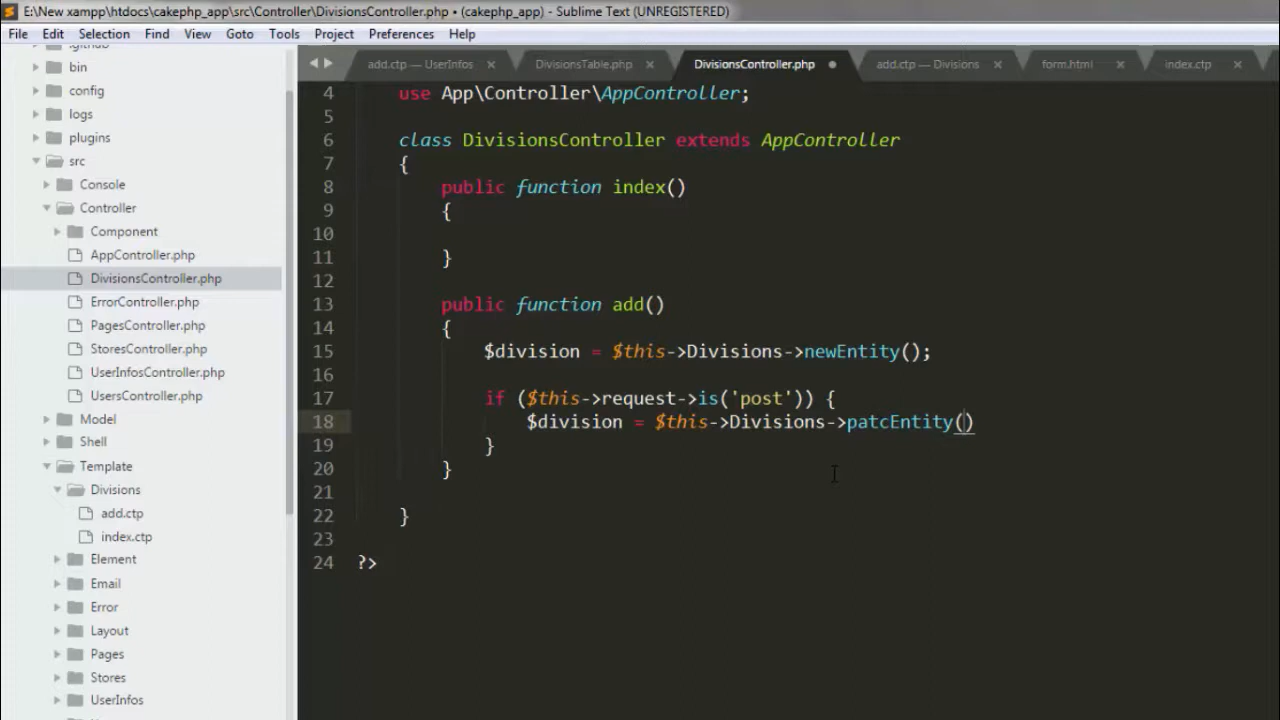 E:\New xampp\htdocs\cakephp_app\src\Controller\DivisionsController.php • (cakephp_app) - Sublime Text (UNREGISTERED)
File Edit Selection Find View Goto Tools Project Preferences Help
add.ctp — UserInfos DivisionsTable.php DivisionsController.php add.ctp — Divisions form.html index.ctp
.github
bin
config
logs
plugins
src
Console
Controller
Component
AppController.php
DivisionsController.php
ErrorController.php
PagesController.php
StoresController.php
UserInfosController.php
UsersController.php
Model
Shell
Template
Divisions
add.ctp
index.ctp
Element
Email
Error
Layout
Pages
Stores
UserInfos
4 use App\Controller\AppController;
5
6 class DivisionsController extends AppController
7 {
8 public function index()
9 {
10
11 }
12
13 public function add()
14 {
15 $division = $this->Divisions->newEntity();
16
17 if ($this->request->is('post')) {
18 $division = $this->Divisions->patcEntity()
19 }
20 }
21
22 }
23
24 ?>